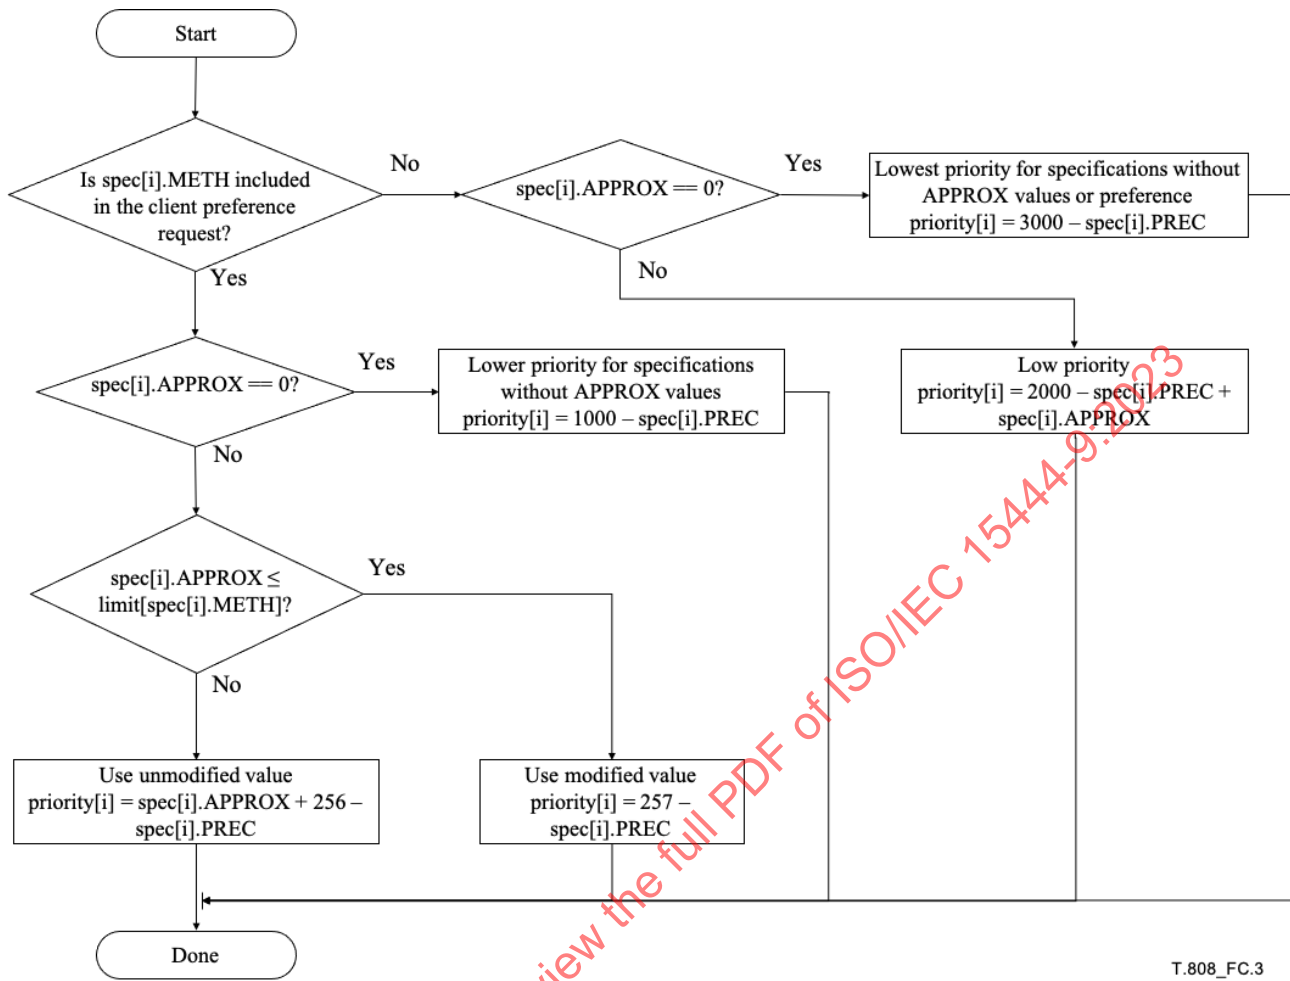 Start
Is spec[i].METH included
in the client preference
request?
No
spec[i].APPROX == 0?
Yes
Lowest priority for specifications without
APPROX values or preference
priority[i] = 3000 – spec[i].PREC
Yes
No
spec[i].APPROX == 0?
Yes
Lower priority for specifications
without APPROX values
priority[i] = 1000 – spec[i].PREC
Low priority
priority[i] = 2000 – spec[i].PREC +
spec[i].APPROX
No
spec[i].APPROX ≤
limit[spec[i].METH]?
Yes
No
Use unmodified value
priority[i] = spec[i].APPROX + 256 –
spec[i].PREC
Use modified value
priority[i] = 257 –
spec[i].PREC
Done
T.808_FC.3
view the full PDF of ISO/IEC 15444-9:2023